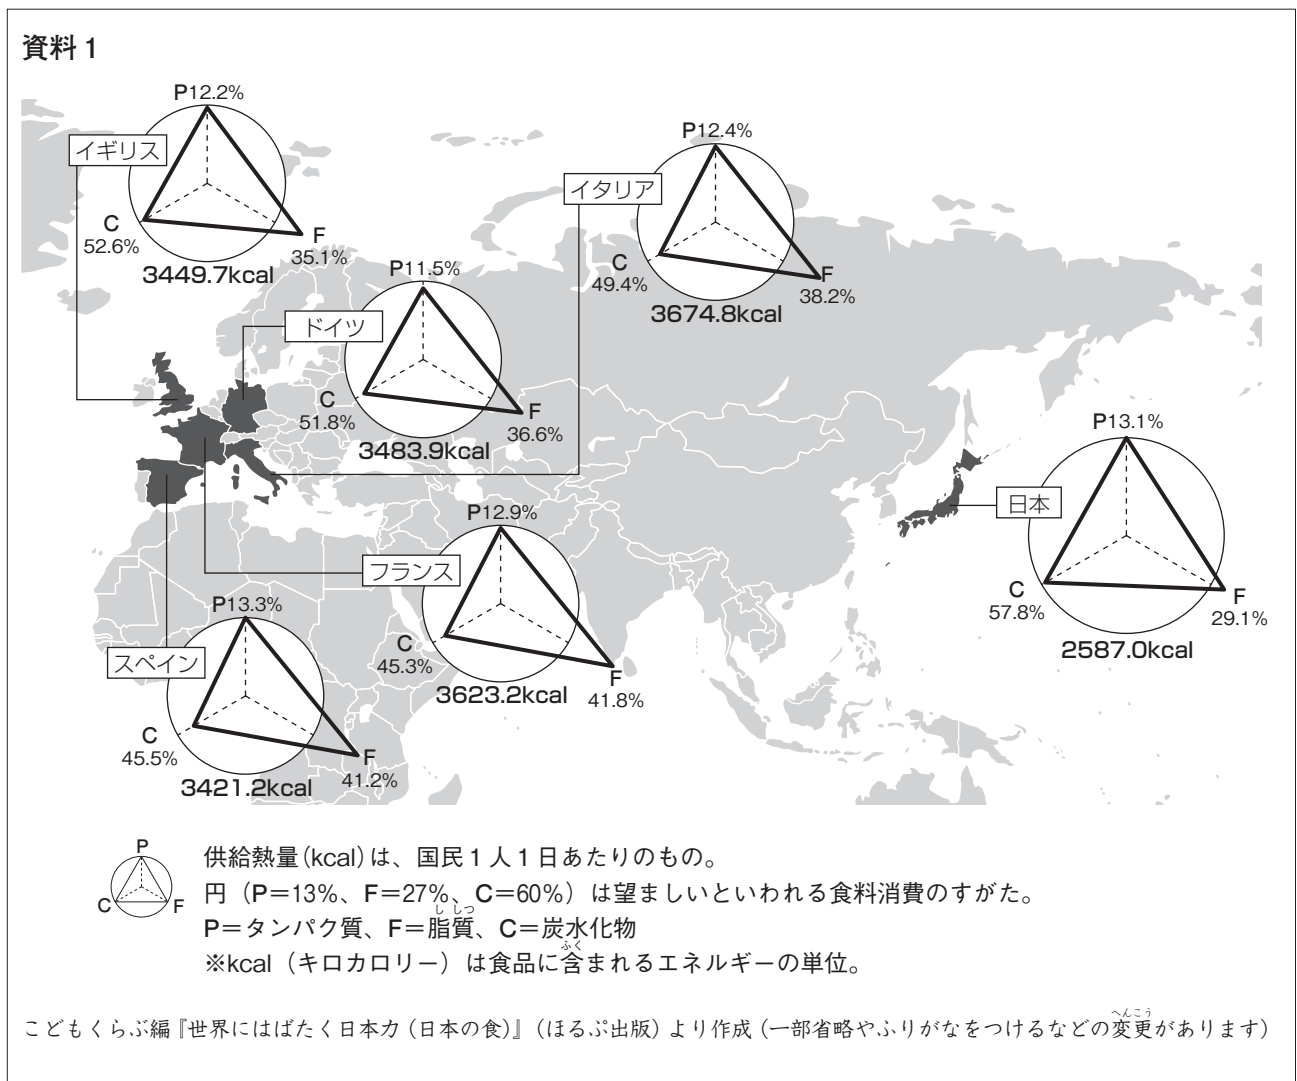 資料1
P12.2%
イギリス
C
52.6%
F
35.1%
3449.7kcal
P12.4%
イタリア
C
49.4%
F
38.2%
3674.8kcal
P11.5%
ドイツ
C
51.8%
F
36.6%
3483.9kcal
P13.1%
日本
C
57.8%
F
29.1%
2587.0kcal
P12.9%
フランス
C
45.3%
F
41.8%
3623.2kcal
P13.3%
スペイン
C
45.5%
F
41.2%
3421.2kcal
P
C
F
供給熱量(kcal)は、国民1人1日あたりのもの。
円（P＝13%、F＝27%、C＝60%）は望ましいといわれる食料消費のすがた。
し しつ
P＝タンパク質、F＝脂質、C＝炭水化物
ふく
※kcal（キロカロリー）は食品に含まれるエネルギーの単位。
へんこう
こどもくらぶ編『世界にはばたく日本力（日本の食）』（ほるぷ出版）より作成（一部省略やふりがなをつけるなどの変更があります）